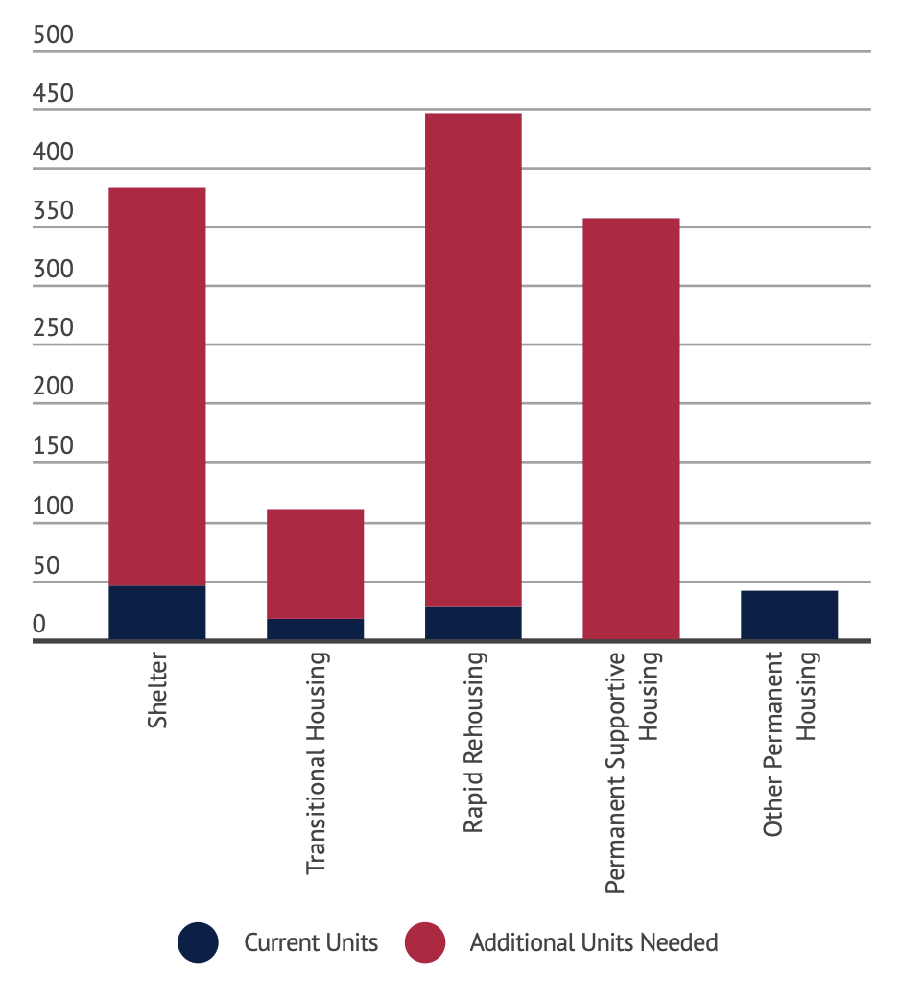 500
450
400
350
300
250
200
150
100
50
0
Shelter
Transitional Housing
Rapid Rehousing
Permanent Supportive
Housing
Other Permanent
Housing
Current Units
Additional Units Needed